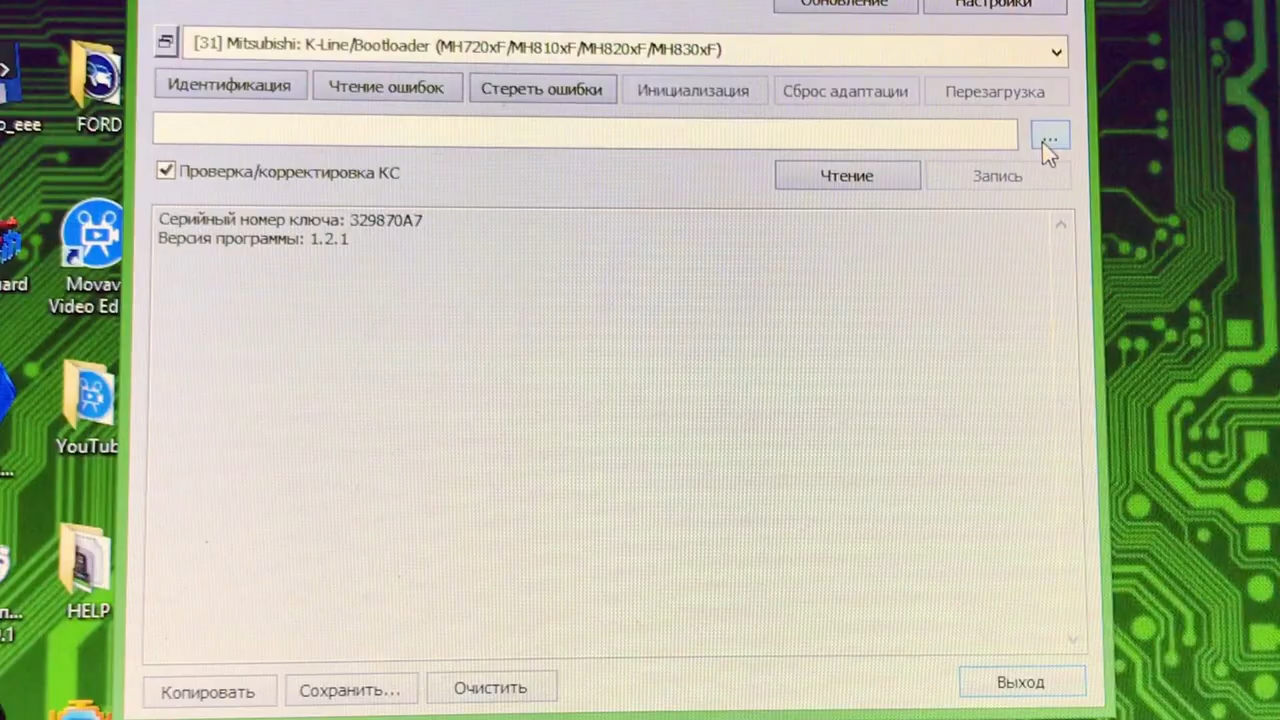 Обновление
Настройки
[31] Mitsubishi: K-Line/Bootloader (MH720xF/MH810xF/MH820xF/MH830xF)
Идентификация
Чтение ошибок
Стереть ошибки
Инициализация
Сброс адаптации
Перезагрузка
...
Проверка/корректировка КС
Чтение
Запись
Серийный номер ключа: 329870A7
Версия программы: 1.2.1
Копировать
Сохранить...
Очистить
Выход
o_eee
FORD
Movav
Video Ed
YouTub
HELP